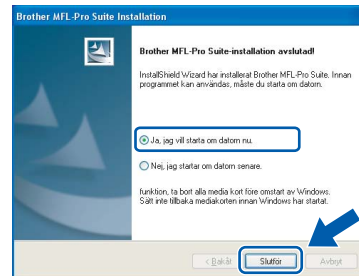 Brother MFL-Pro Suite Installation
Brother MFL-Pro Suite-installation avslutad!
InstallShield Wizard har installerat Brother MFL-Pro Suite. Innan
programmet kan användas, måste du starta om datorn.
Ja, jag vill starta om datorn nu.
Nej, jag startar om datorn senare.
funktion, ta bort alla media kort före omstart av Windows.
Sätt inte tillbaka mediakorten innan Windows har startat.
< Bakåt
Slutför
Avbryt